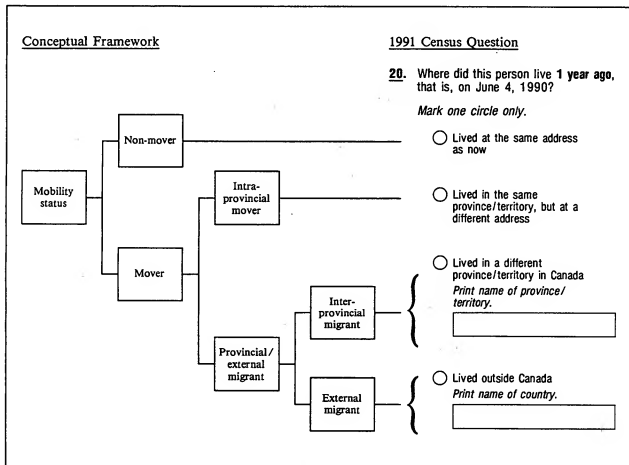 Conceptual Framework
1991 Census Question
20. Where did this person live 1 year ago,
that is, on June 4, 1990?
Mark one circle only.
Non-mover
Lived at the same address
as now
Mobility
status
Intra-
provincial
mover
Lived in the same
province/territory, but at a
different address
Mover
Lived in a different
province/territory in Canada
Print name of province/
territory.
Inter-
provincial
migrant
Provincial/
external
migrant
External
migrant
Lived outside Canada
Print name of country.